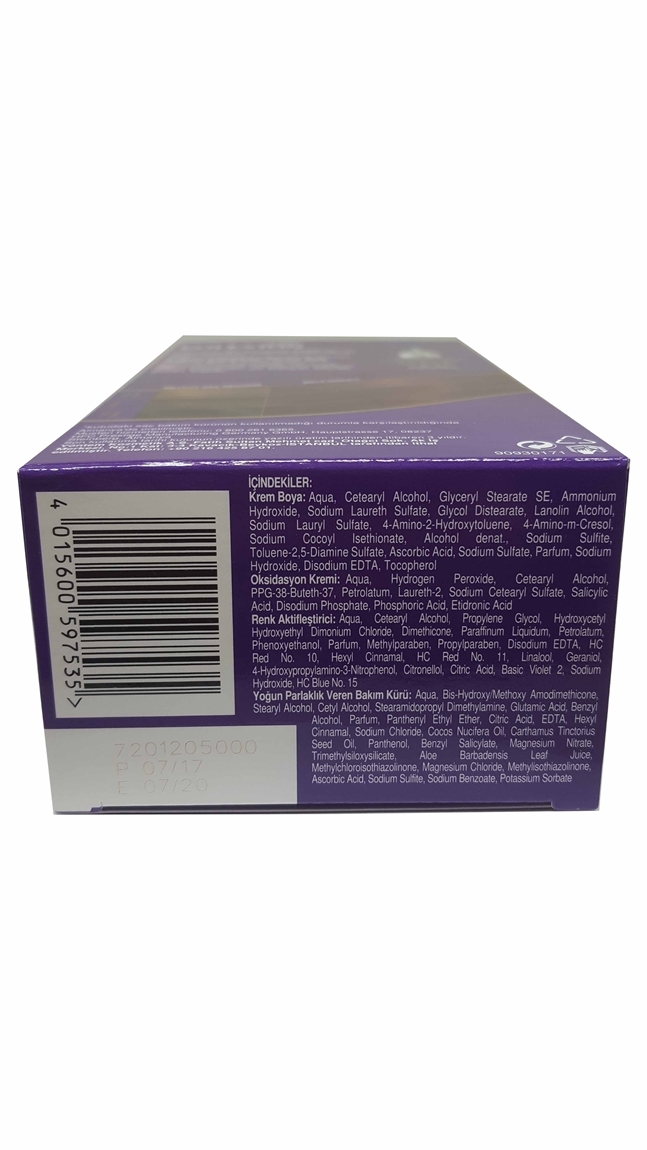 90930171
İÇİNDEKİLER:
Krem Boya: Aqua, Cetearyl Alcohol, Glyceryl Stearate SE, Ammonium
Hydroxide, Sodium Laureth Sulfate, Glycol Distearate, Lanolin Alcohol,
Sodium Lauryl Sulfate, 4-Amino-2-Hydroxytoluene, 4-Amino-m-Cresol,
Sodium Cocoyl Isethionate, Alcohol denat., Sodium Sulfite,
Toluene-2,5-Diamine Sulfate, Ascorbic Acid, Sodium Sulfate, Parfum, Sodium
Hydroxide, Disodium EDTA, Tocopherol
Oksidasyon Kremi: Aqua, Hydrogen Peroxide, Cetearyl Alcohol,
PPG-38-Buteth-37, Petrolatum, Laureth-2, Sodium Cetearyl Sulfate, Salicylic
Acid, Disodium Phosphate, Phosphoric Acid, Etidronic Acid
Renk Aktifleştirici: Aqua, Cetearyl Alcohol, Propylene Glycol, Hydroxycetyl
Hydroxyethyl Dimonium Chloride, Dimethicone, Paraffinum Liquidum, Petrolatum,
Phenoxyethanol, Parfum, Methylparaben, Propylparaben, Disodium EDTA, HC
Red No. 10, Hexyl Cinnamal, HC Red No. 11, Linalool, Geraniol,
4-Hydroxypropylamino-3-Nitrophenol, Citronellol, Citric Acid, Basic Violet 2, Sodium
Hydroxide, HC Blue No. 15
Yoğun Parlaklık Veren Bakım Kürü: Aqua, Bis-Hydroxy/Methoxy Amodimethicone,
Stearyl Alcohol, Cetyl Alcohol, Stearamidopropyl Dimethylamine, Glutamic Acid, Benzyl
Alcohol, Parfum, Panthenyl Ethyl Ether, Citric Acid, EDTA, Hexyl
Cinnamal, Sodium Chloride, Cocos Nucifera Oil, Carthamus Tinctorius
Seed Oil, Panthenol, Benzyl Salicylate, Magnesium Nitrate,
Trimethylsiloxysilicate, Aloe Barbadensis Leaf Juice,
Methylchloroisothiazolinone, Magnesium Chloride, Methylisothiazolinone,
Ascorbic Acid, Sodium Sulfite, Sodium Benzoate, Potassium Sorbate
4 015600 597535 >
7201205000
P 07/17
E 07/20